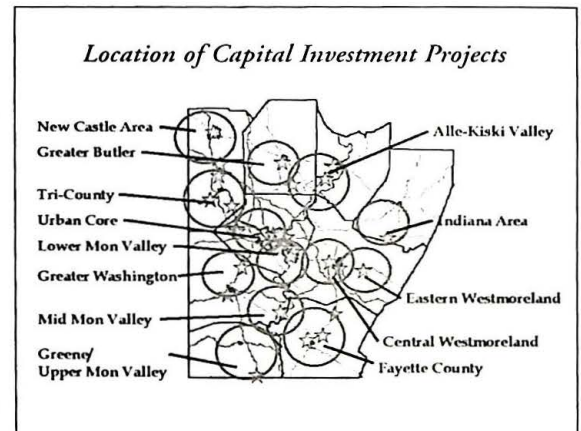 Location of Capital Investment Projects
New Castle Area
Greater Butler
Tri-County
Urban Core
Lower Mon Valley
Greater Washington
Mid Mon Valley
Greene/
Upper Mon Valley
Alle-Kiski Valley
Indiana Area
Eastern Westmoreland
Central Westmoreland
Fayette County